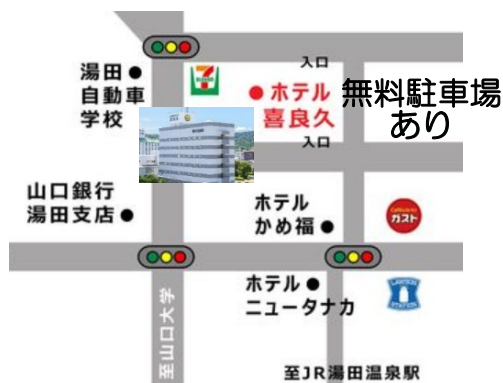 湯田
自動車
学校
入口
ホテル
喜良久
入口
無料駐車場
あり
山口銀行
湯田支店
ホテル
かめ福
ガスト
ホテル
ニュータナカ
LAWSON
STATION
至山口大学
至JR湯田温泉駅